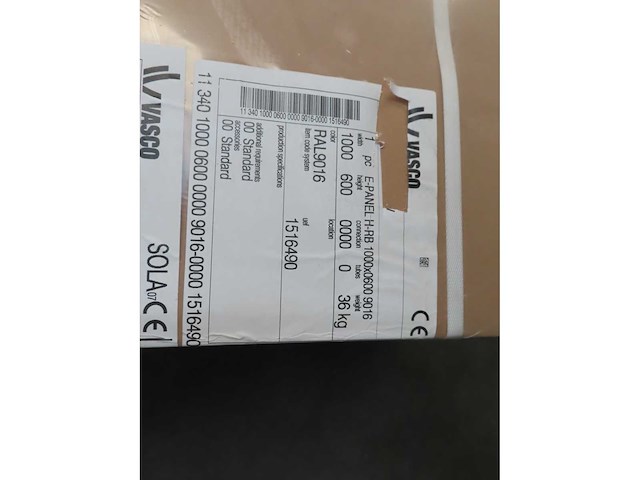 VASCO
CE
1 pc E-PANEL H-RB 1000x0600 9016
width height connection tubes weight
1000 600 0000 0 36 kg
color location
RAL9016
item code system cref
1516490
production specifications
additional requirements
00 Standard
accessories
00 Standard
11 340 1000 0600 0000 9016-0000 1516490
11 340 1000 0600 0000 9016-0000 1516490
VASCO
SOLA
07
CE